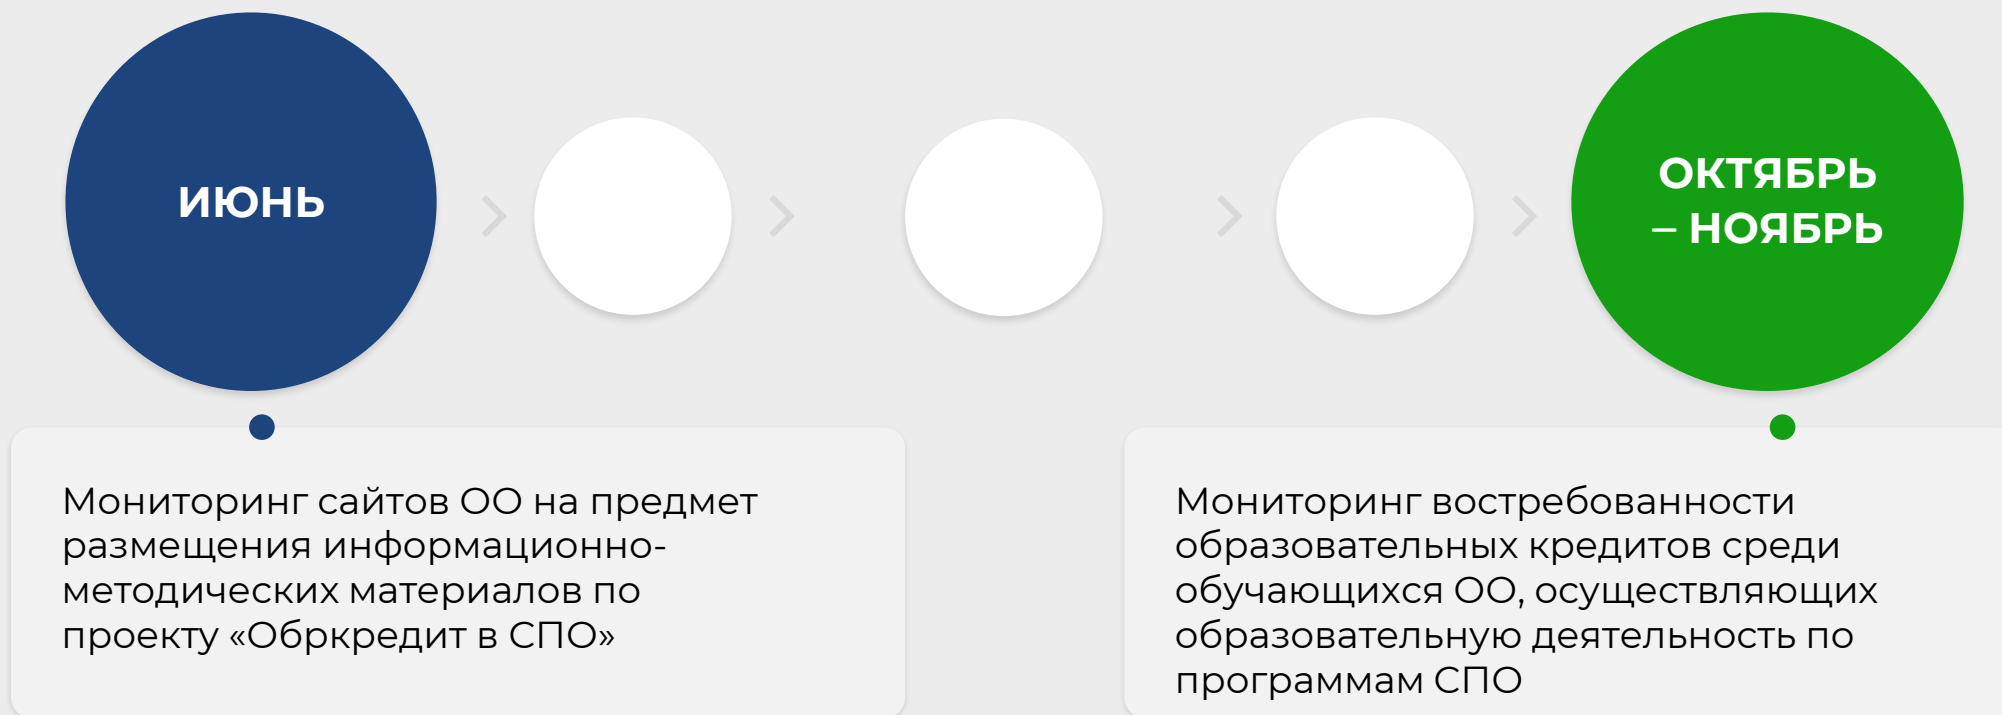 ИЮНЬ
ОКТЯБРЬ
– НОЯБРЬ
Мониторинг сайтов ОО на предмет
размещения информационно-
методических материалов по
проекту «Обркредит в СПО»
Мониторинг востребованности
образовательных кредитов среди
обучающихся ОО, осуществляющих
образовательную деятельность по
программам СПО